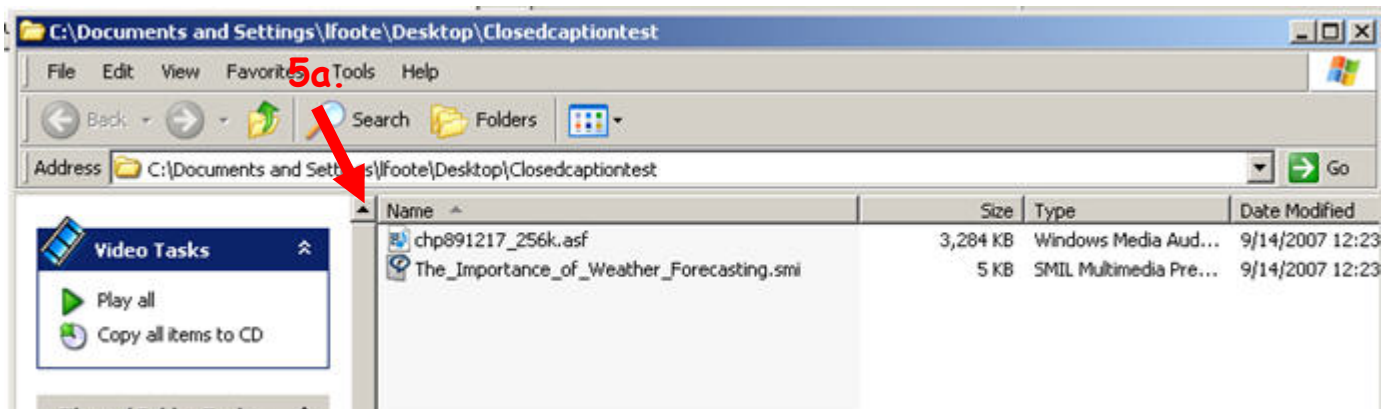 C:\Documents and Settings\lfoote\Desktop\Closedcaptiontest
File Edit View Favorites Tools Help
5a.
Back Search Folders
Address C:\Documents and Settings\lfoote\Desktop\Closedcaptiontest Go
Name Size Type Date Modified
Video Tasks
chp891217_256k.asf 3,284 KB Windows Media Aud... 9/14/2007 12:23
The_Importance_of_Weather_Forecasting.smi 5 KB SMIL Multimedia Pre... 9/14/2007 12:23
Play all
Copy all items to CD